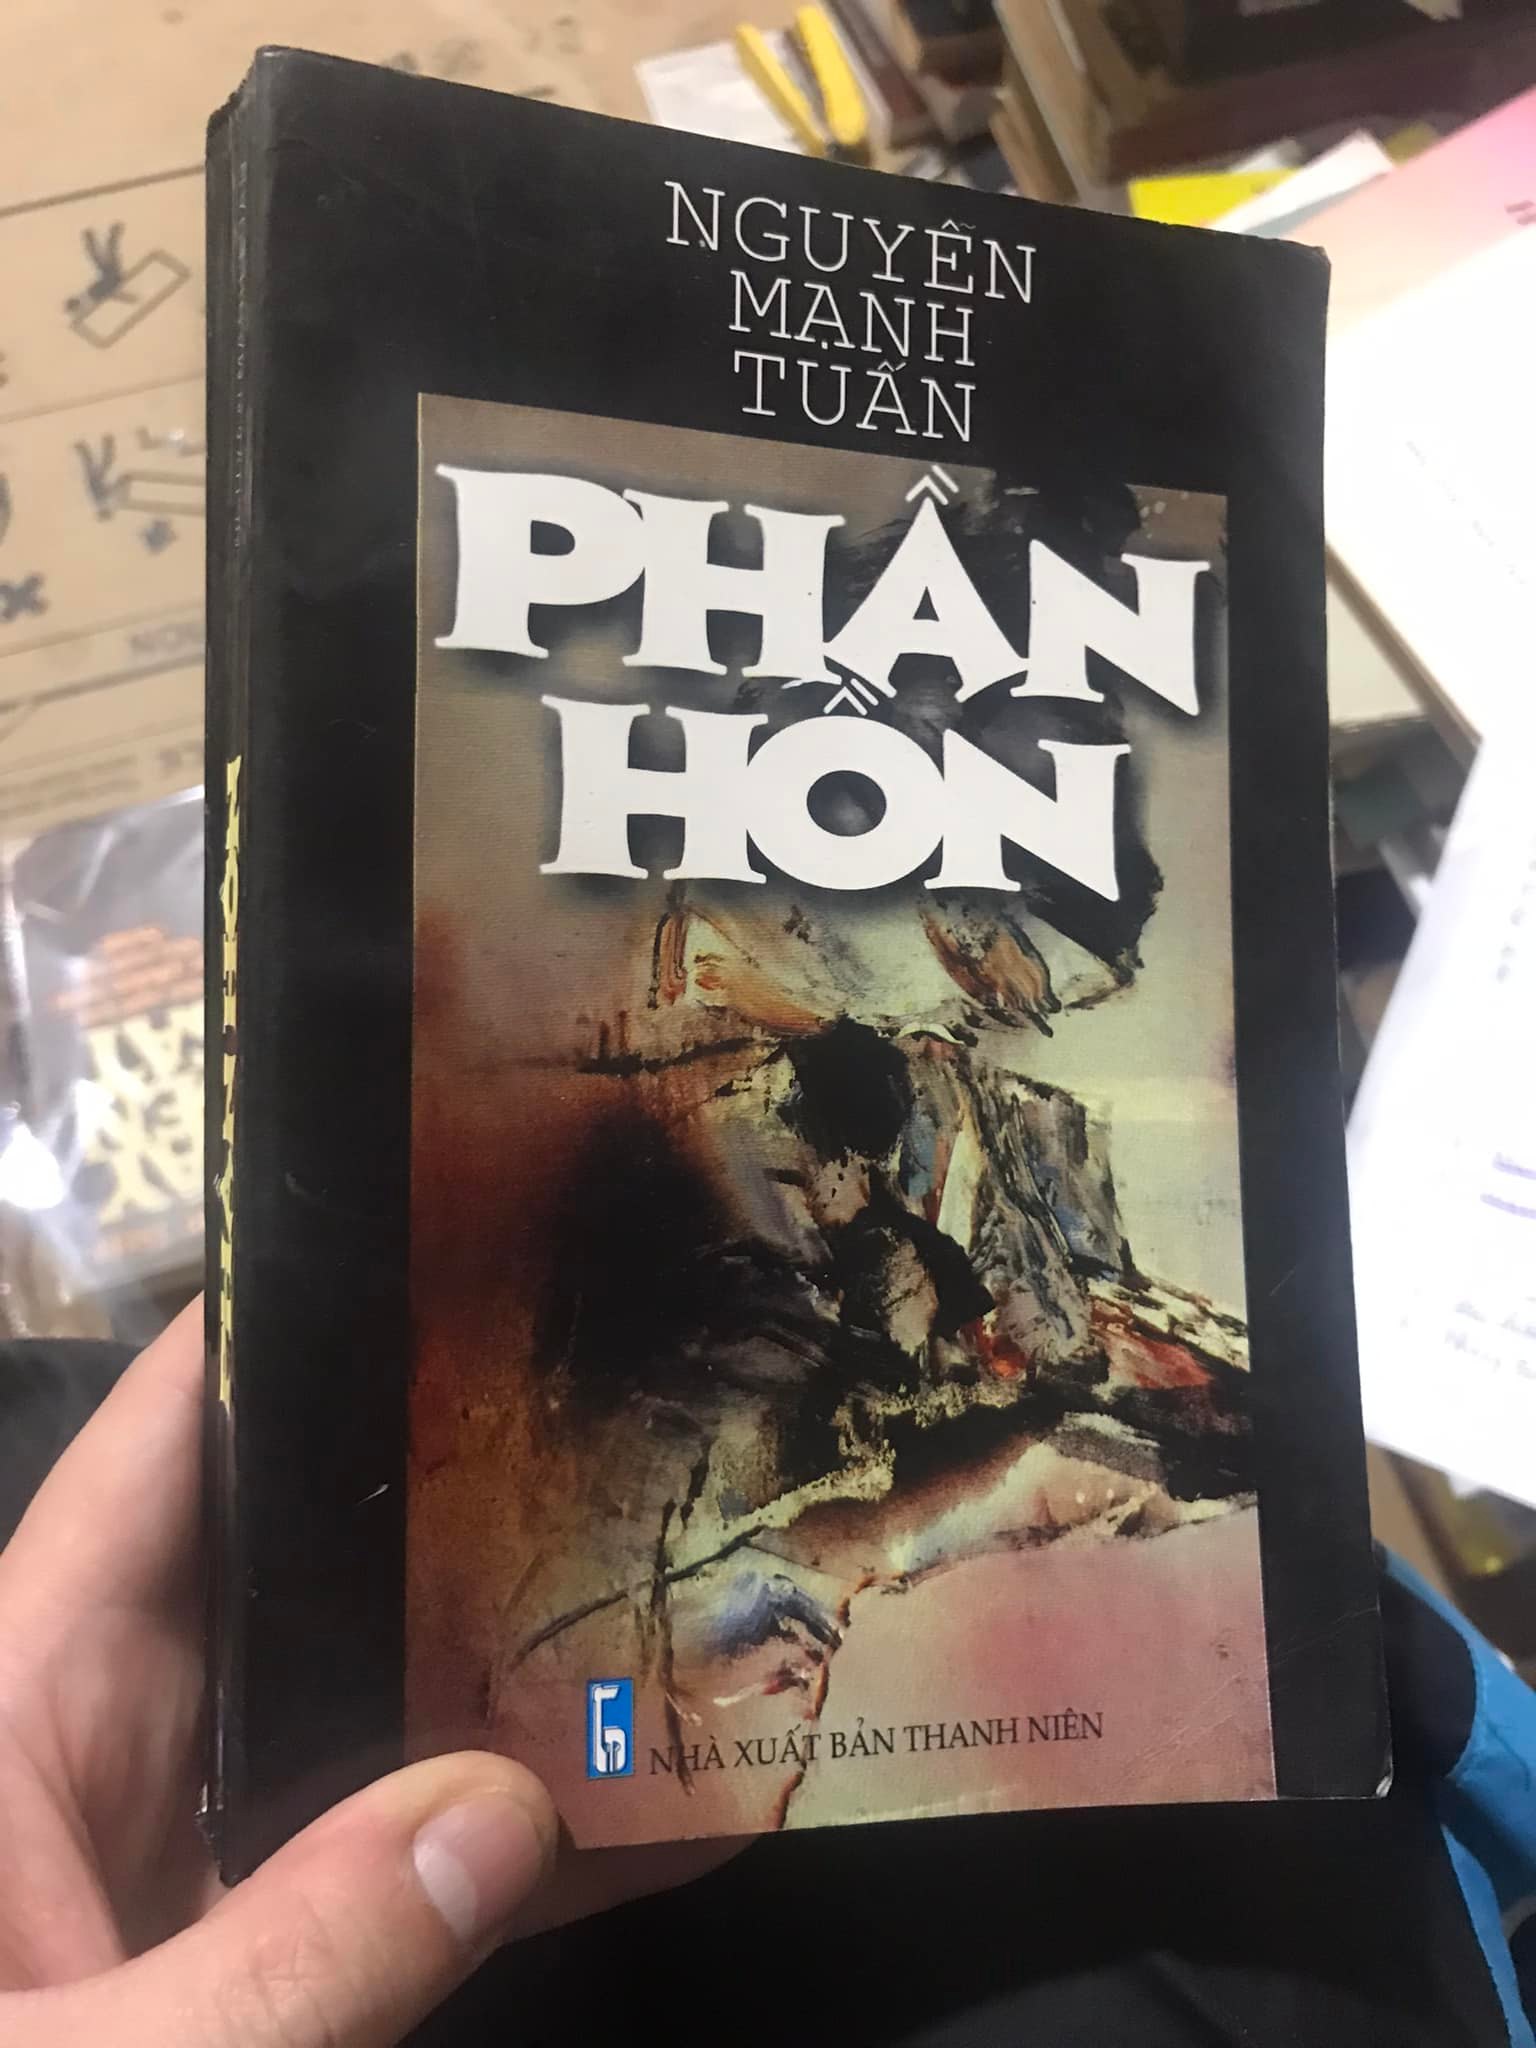 NGUYỄN
MẠNH
TUẤN
PHẦN
HỒN
NHÀ XUẤT BẢN THANH NIÊN